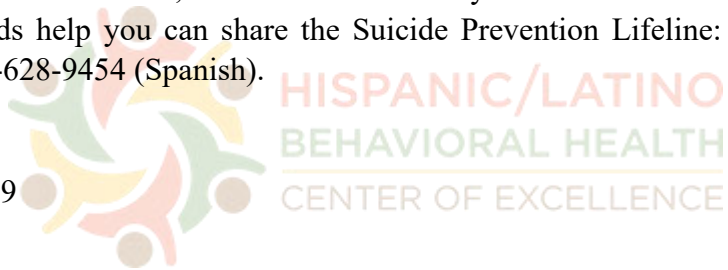 help you can share the Suicide Prevention Lifeline:
-628-9454 (Spanish).
HISPANIC/LATINO
BEHAVIORAL HEALTH
9
CENTER OF EXCELLENCE